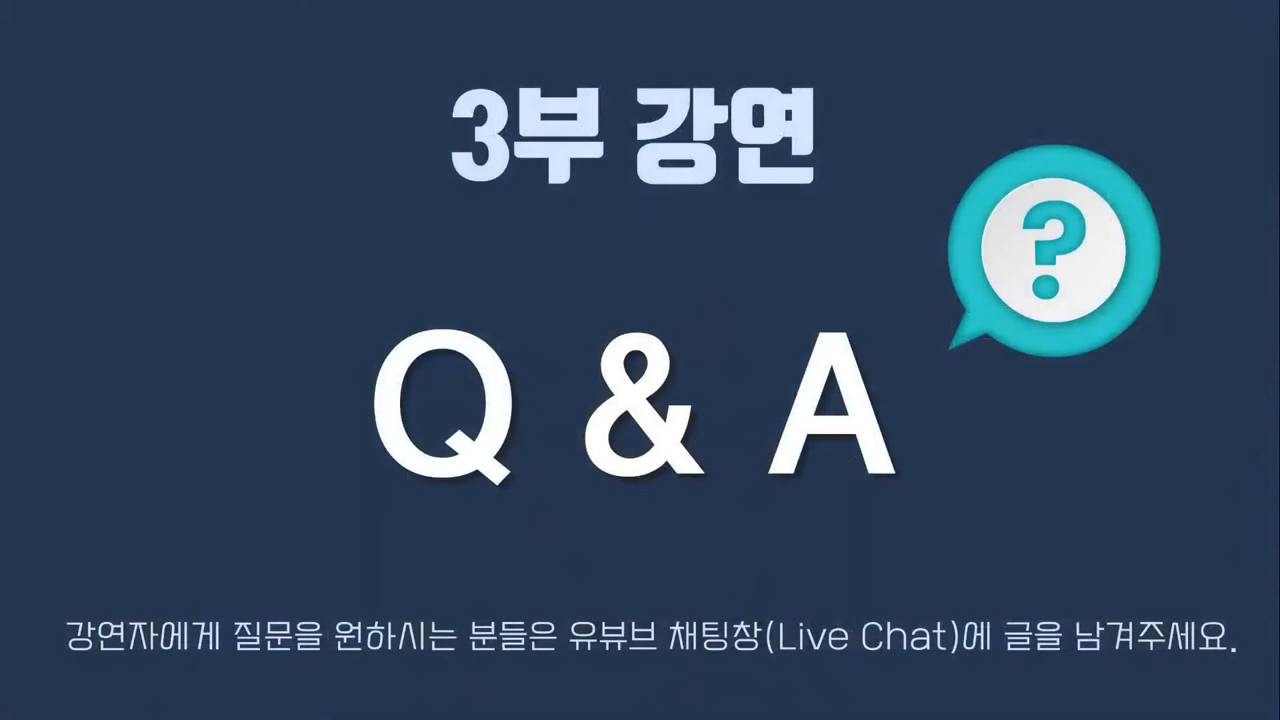 3부 강연
?
Q & A
강연자에게 질문을 원하시는 분들은 유뷰브 채팅창(Live Chat)에 글을 남겨주세요.